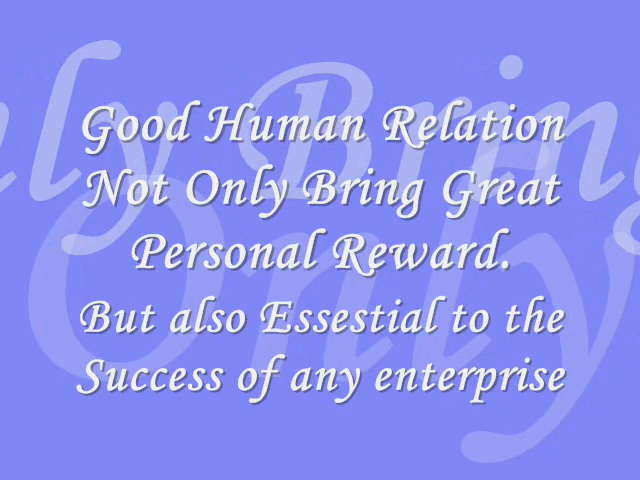 Good Human Relation
Not Only Bring Great
Personal Reward.
But also Essestial to the
Success of any enterprise